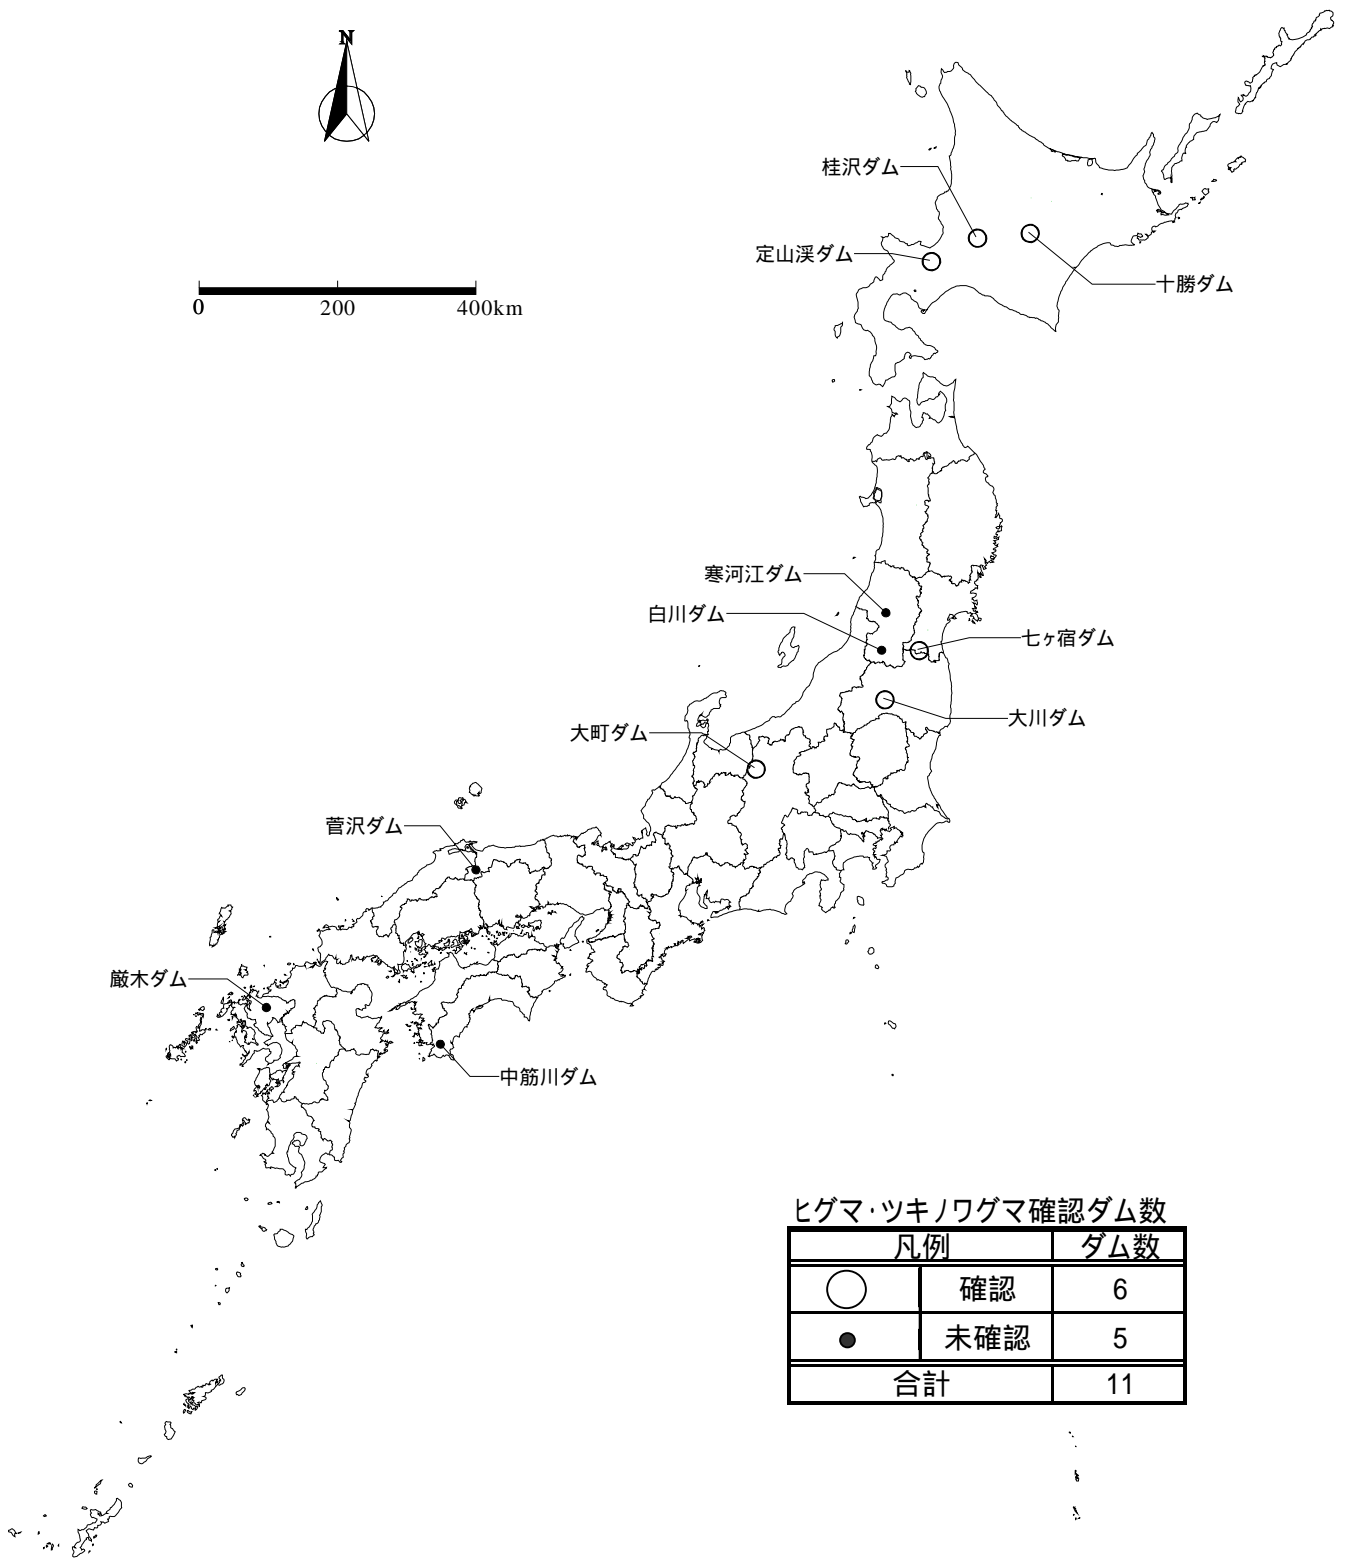 N
桂沢ダム
定山渓ダム
十勝ダム
0 200 400km
寒河江ダム
白川ダム
七ヶ宿ダム
大川ダム
大町ダム
菅沢ダム
厳木ダム
中筋川ダム
ヒグマ・ツキノワグマ確認ダム数
凡例 ダム数
確認 6
未確認 5
合計 11